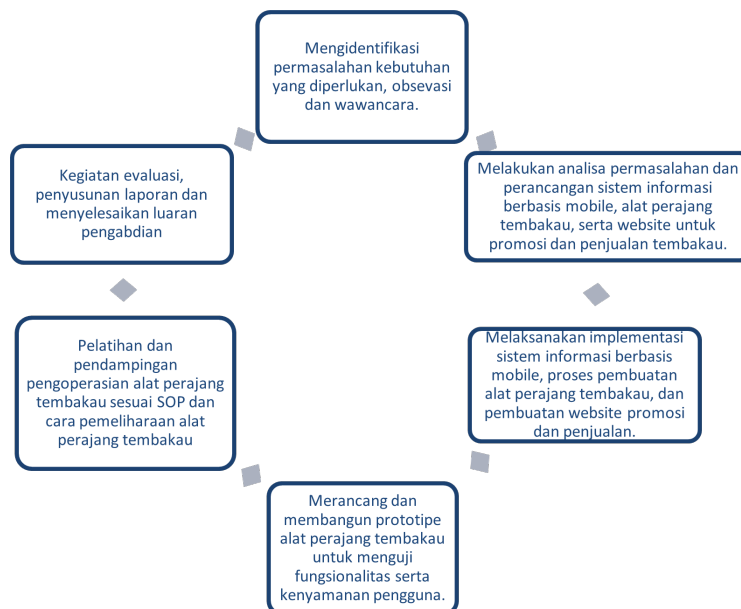 Mengidentifikasi
permasalahan kebutuhan
yang diperlukan, obsevasi
dan wawancara.
Melakukan analisa permasalahan dan
perancangan sistem informasi
berbasis mobile, alat perajang
tembakau, serta website untuk
promosi dan penjualan tembakau.
Melaksanakan implementasi
sistem informasi berbasis
mobile, proses pembuatan
alat perajang tembakau, dan
pembuatan website promosi
dan penjualan.
Merancang dan
membangun prototipe
alat perajang tembakau
untuk menguji
fungsionalitas serta
kenyamanan pengguna.
Pelatihan dan
pendampingan
pengoperasian alat perajang
tembakau sesuai SOP dan
cara pemeliharaan alat
perajang tembakau
Kegiatan evaluasi,
penyusunan laporan dan
menyelesaikan luaran
pengabdian